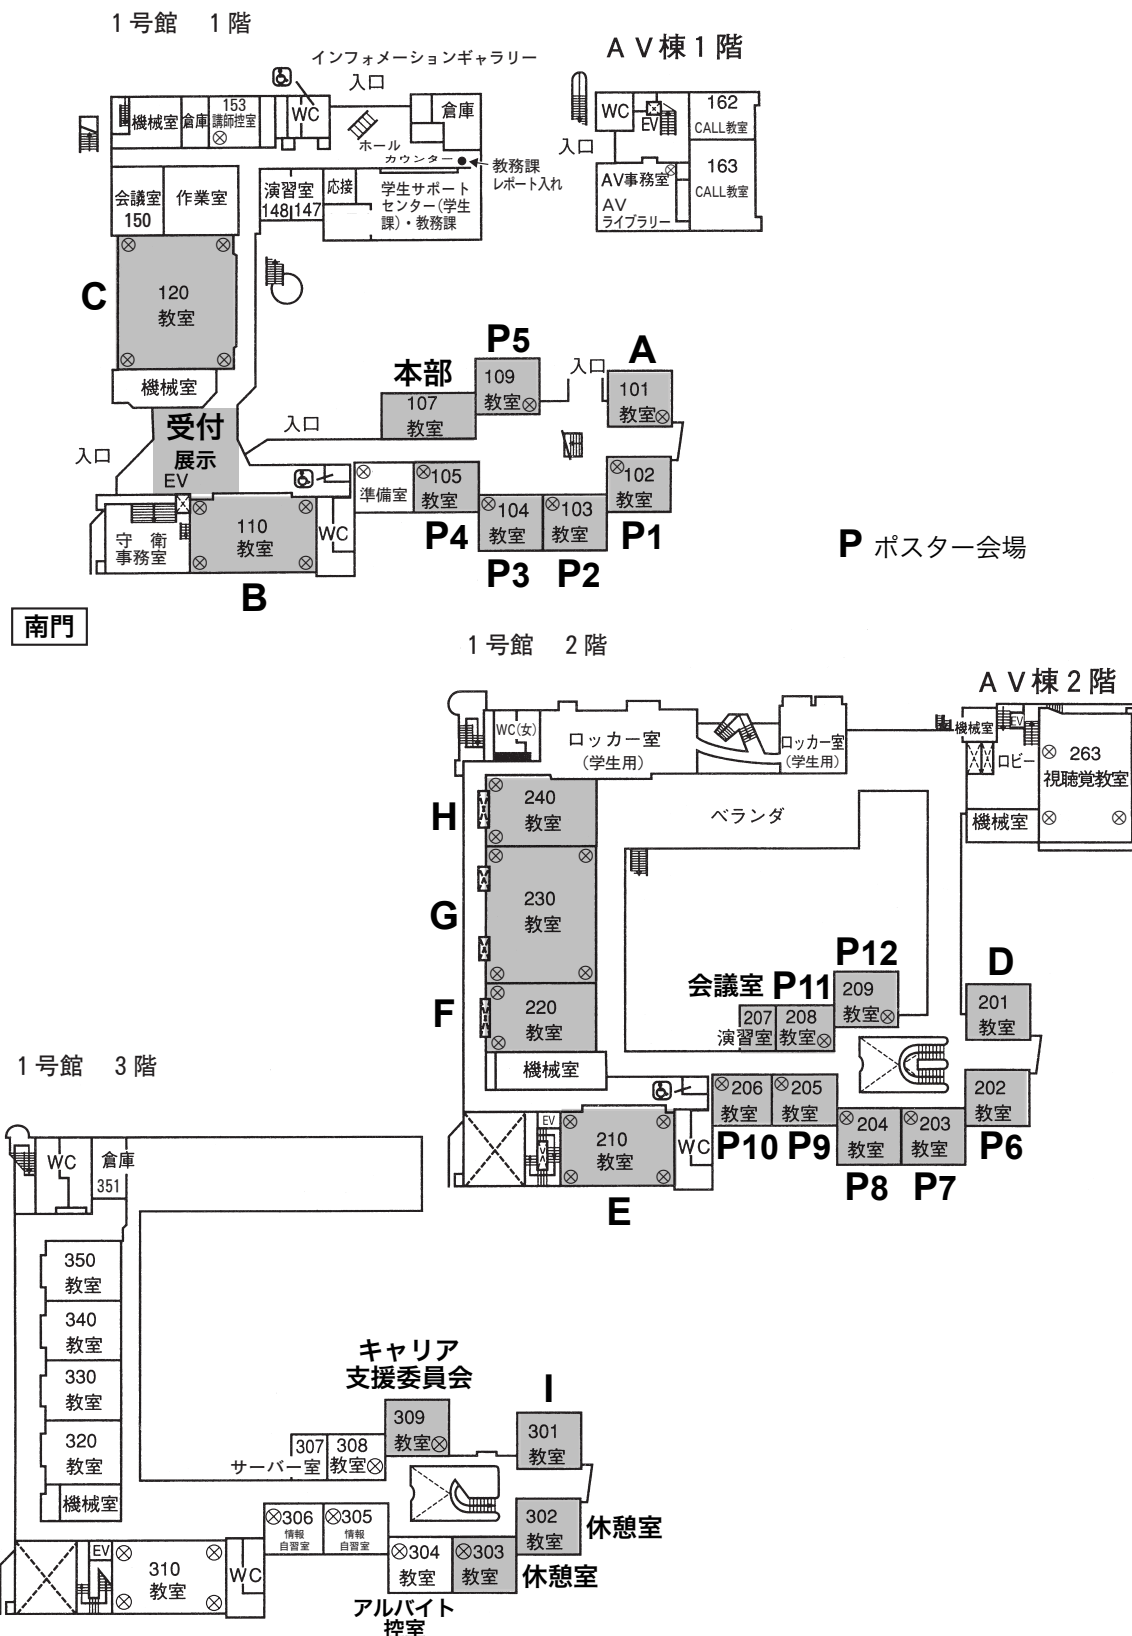 1号館 1階
インフォメーションギャラリー
入口
AV棟1階
機械室
倉庫
153
講師控室
WC
倉庫
ホール
カウンター
教務課
レポート入れ
会議室
150
作業室
演習室
148 147
応接
学生サポート
センター(学生
課)・教務課
WC
EV
162
CALL教室
入口
163
CALL教室
AV事務室
AV
ライブラリー
C
120
教室
機械室
P5
109
教室
入口
A
101
教室
本部
107
教室
入口
受付
展示
EV
入口
準備室
105
教室
P4
104
教室
P3
103
教室
P2
102
教室
P1
守衛
事務室
110
教室
WC
B
P ポスター会場
南門
1号館 2階
AV棟2階
WC(女)
ロッカー室
(学生用)
ロッカー室
(学生用)
機械室
EV
ロビー
263
視聴覚教室
機械室
H
240
教室
ベランダ
G
230
教室
F
220
教室
機械室
会議室
207
演習室
P11
208
教室
P12
209
教室
D
201
教室
EV
210
教室
WC
E
206
教室
P10
205
教室
P9
204
教室
P8
203
教室
P7
202
教室
P6
1号館 3階
WC
倉庫
351
350
教室
340
教室
330
教室
320
教室
機械室
キャリア
支援委員会
309
教室
I
301
教室
307
サーバー室
308
教室
302
教室
休憩室
306
情報
自習室
305
情報
自習室
304
教室
303
教室
休憩室
アルバイト
控室
EV
310
教室
WC